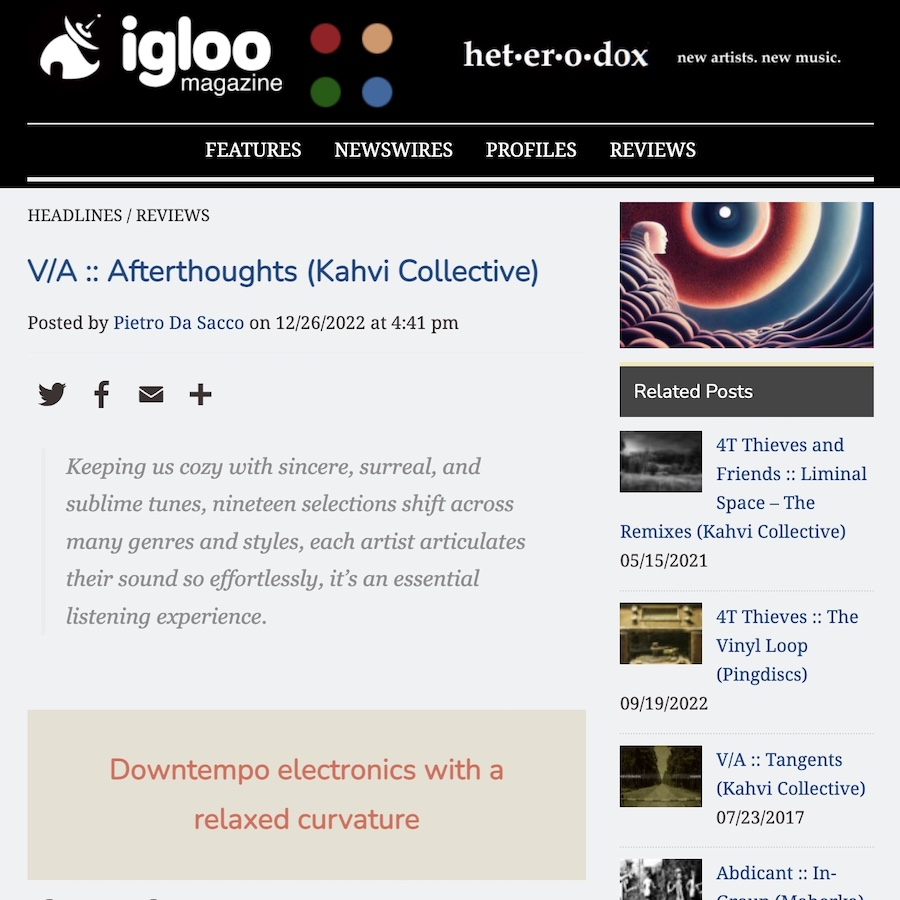 igloo
magazine
het•er•o•dox
new artists. new music.
FEATURES
NEWSWIRES
PROFILES
REVIEWS
HEADLINES / REVIEWS
V/A :: Afterthoughts (Kahvi Collective)
Posted by Pietro Da Sacco on 12/26/2022 at 4:41 pm
Keeping us cozy with sincere, surreal, and
sublime tunes, nineteen selections shift across
many genres and styles, each artist articulates
their sound so effortlessly, it’s an essential
listening experience.
Downtempo electronics with a
relaxed curvature
Related Posts
4T Thieves and
Friends :: Liminal
Space – The
Remixes (Kahvi Collective)
05/15/2021
4T Thieves :: The
Vinyl Loop
(Pingdiscs)
09/19/2022
V/A :: Tangents
(Kahvi Collective)
07/23/2017
Abdicant :: In-